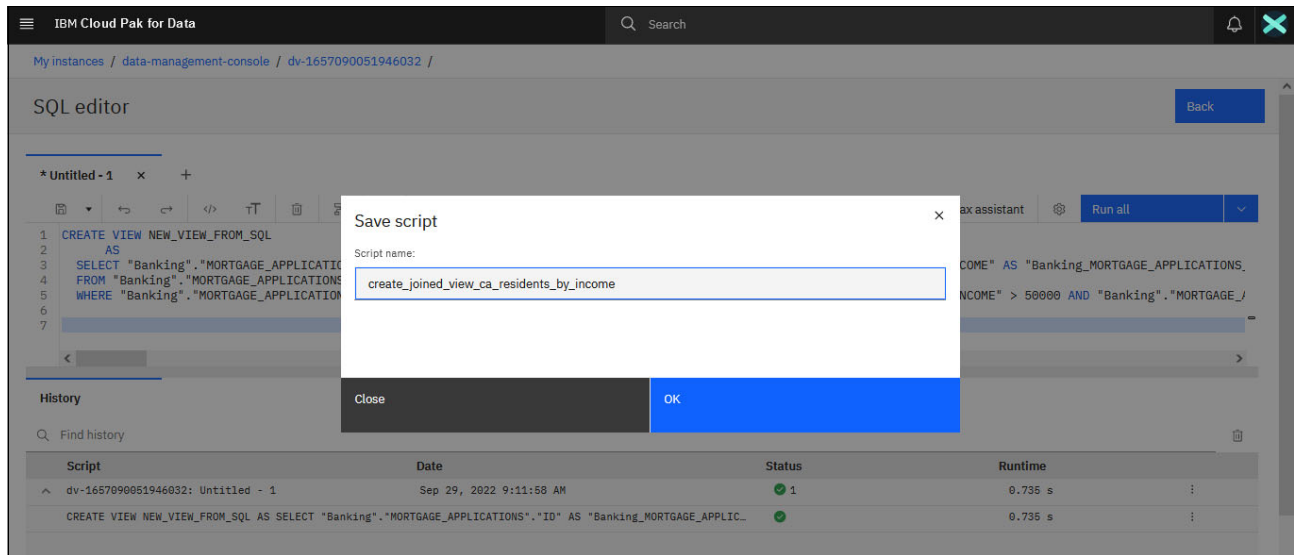 IBM Cloud Pak for Data
Search
My instances / data-management-console / dv-1657090051946032 /
SQL editor
Back
* Untitled - 1 × +
ax assistant
Run all
1 CREATE VIEW NEW_VIEW_FROM_SQL
2 AS
3 SELECT "Banking"."MORTGAGE_APPLICATIO COME" AS "Banking_MORTGAGE_APPLICATIONS_
4 FROM "Banking"."MORTGAGE_APPLICATIONS
5 WHERE "Banking"."MORTGAGE_APPLICATION NCOME" > 50000 AND "Banking"."MORTGAGE_A
6
7
Save script
Script name:
create_joined_view_ca_residents_by_income
Close
OK
History
Find history
Script Date Status Runtime
dv-1657090051946032: Untitled - 1 Sep 29, 2022 9:11:58 AM 1 0.735 s
CREATE VIEW NEW_VIEW_FROM_SQL AS SELECT "Banking"."MORTGAGE_APPLICATIONS"."ID" AS "Banking_MORTGAGE_APPLIC… 0.735 s